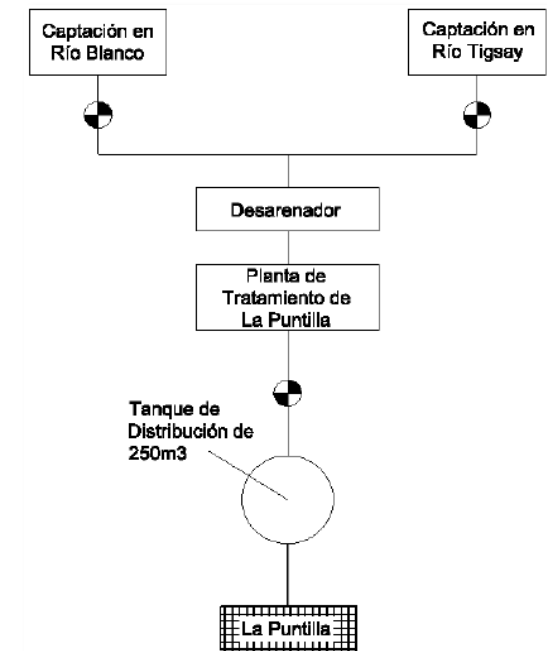 Captación en
Río Blanco
Captación en
Río Tigsay
Desarenador
Planta de
Tratamiento de
La Puntilla
Tanque de
Distribución de
250m3
La Puntilla